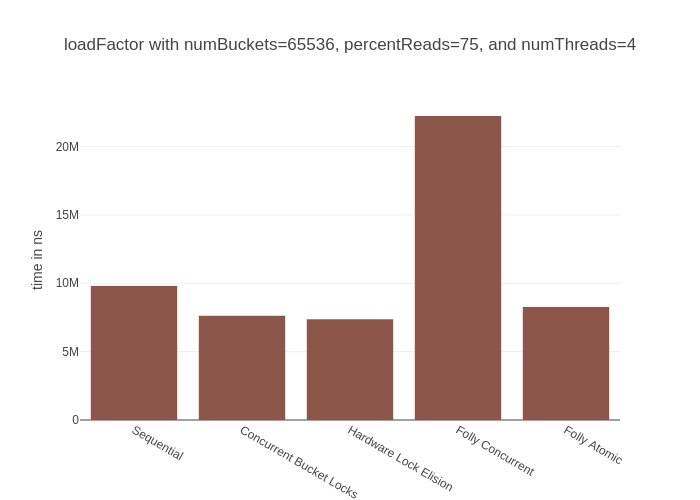 loadFactor with numBuckets=65536, percentReads=75, and numThreads=4
time in ns
20M
15M
10M
5M
0
Sequential
Concurrent Bucket Locks
Hardware Lock Elision
Folly Concurrent
Folly Atomic